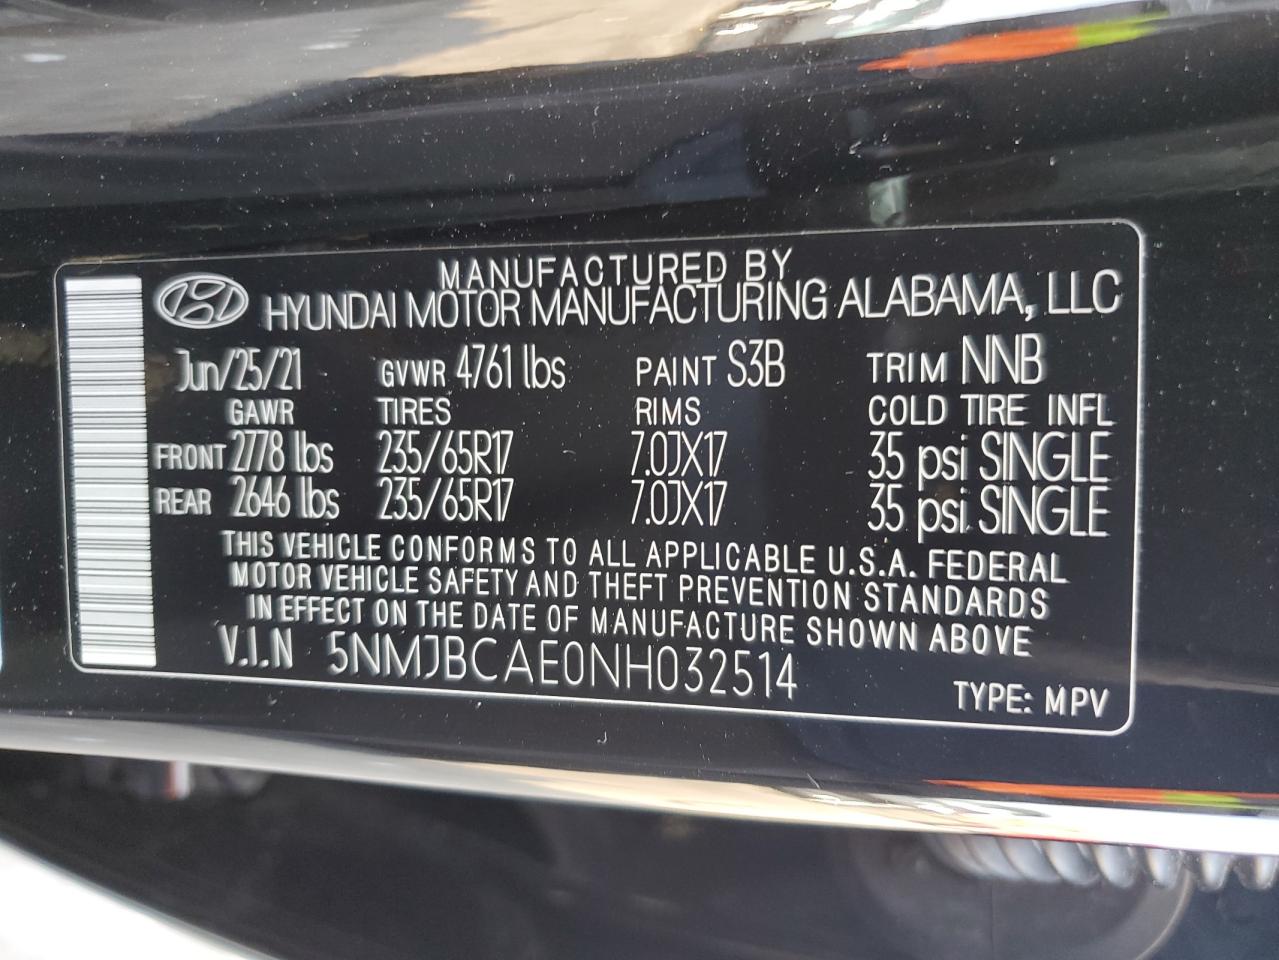 MANUFACTURED BY
HYUNDAI MOTOR MANUFACTURING ALABAMA, LLC
Jun/25/21 GVWR 4761 lbs PAINT S3B TRIM NNB
GAWR TIRES RIMS COLD TIRE INFL
FRONT 2778 lbs 235/65R17 7.0JX17 35 psi SINGLE
REAR 2646 lbs 235/65R17 7.0JX17 35 psi SINGLE
THIS VEHICLE CONFORMS TO ALL APPLICABLE U.S.A. FEDERAL
MOTOR VEHICLE SAFETY AND THEFT PREVENTION STANDARDS
IN EFFECT ON THE DATE OF MANUFACTURE SHOWN ABOVE
V.I.N 5NMJBCAE0NH032514
TYPE: MPV